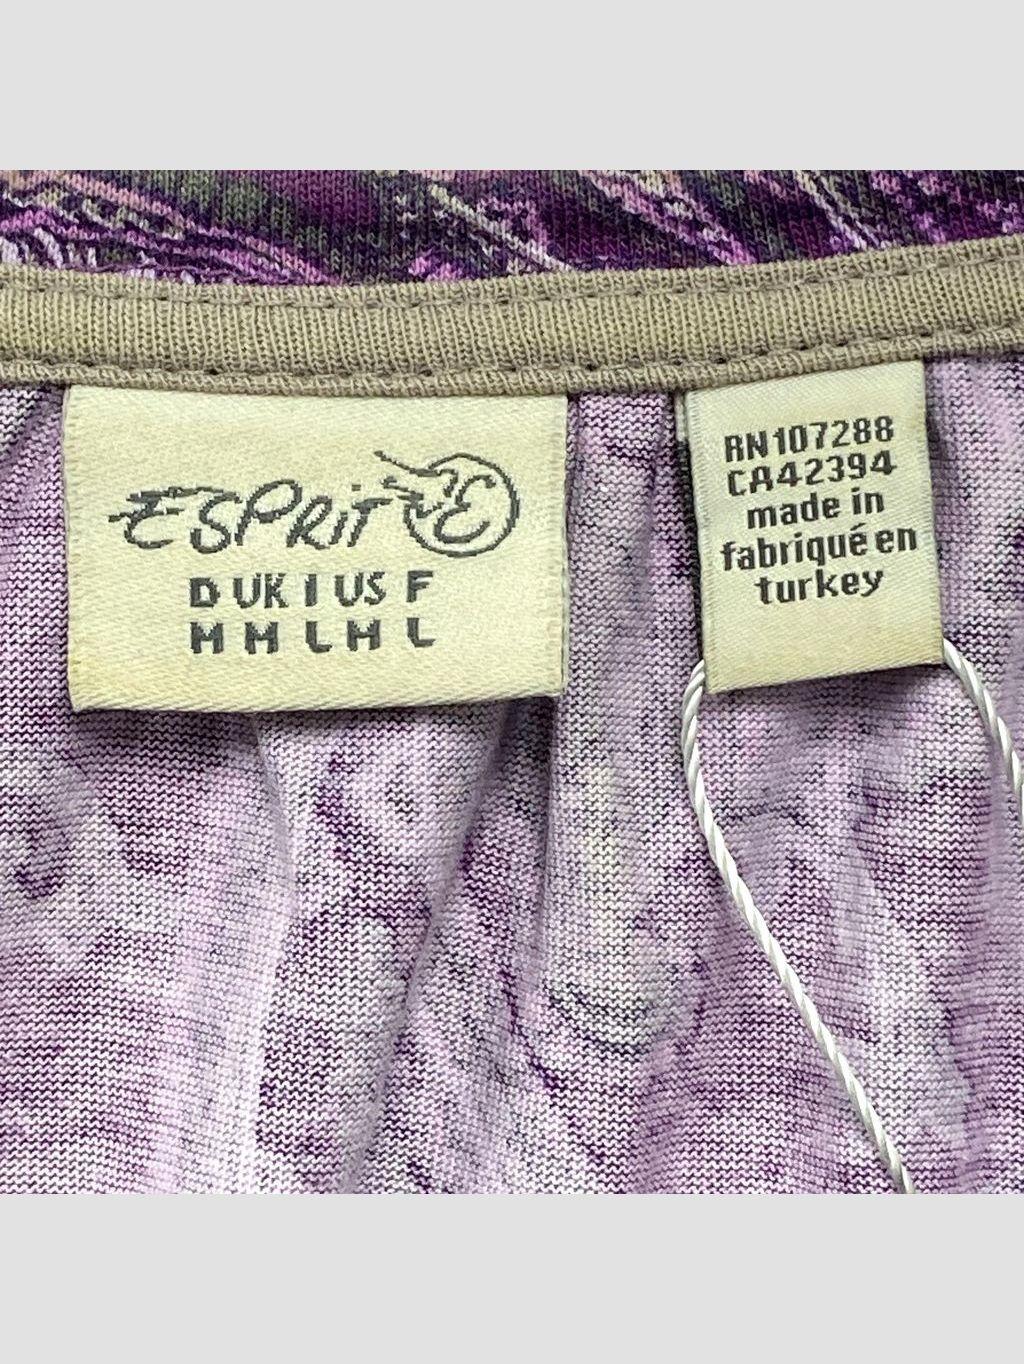 ESPRIT E
D UK I US F
M M L M L
RN107288
CA42394
made in
fabriqué en
turkey